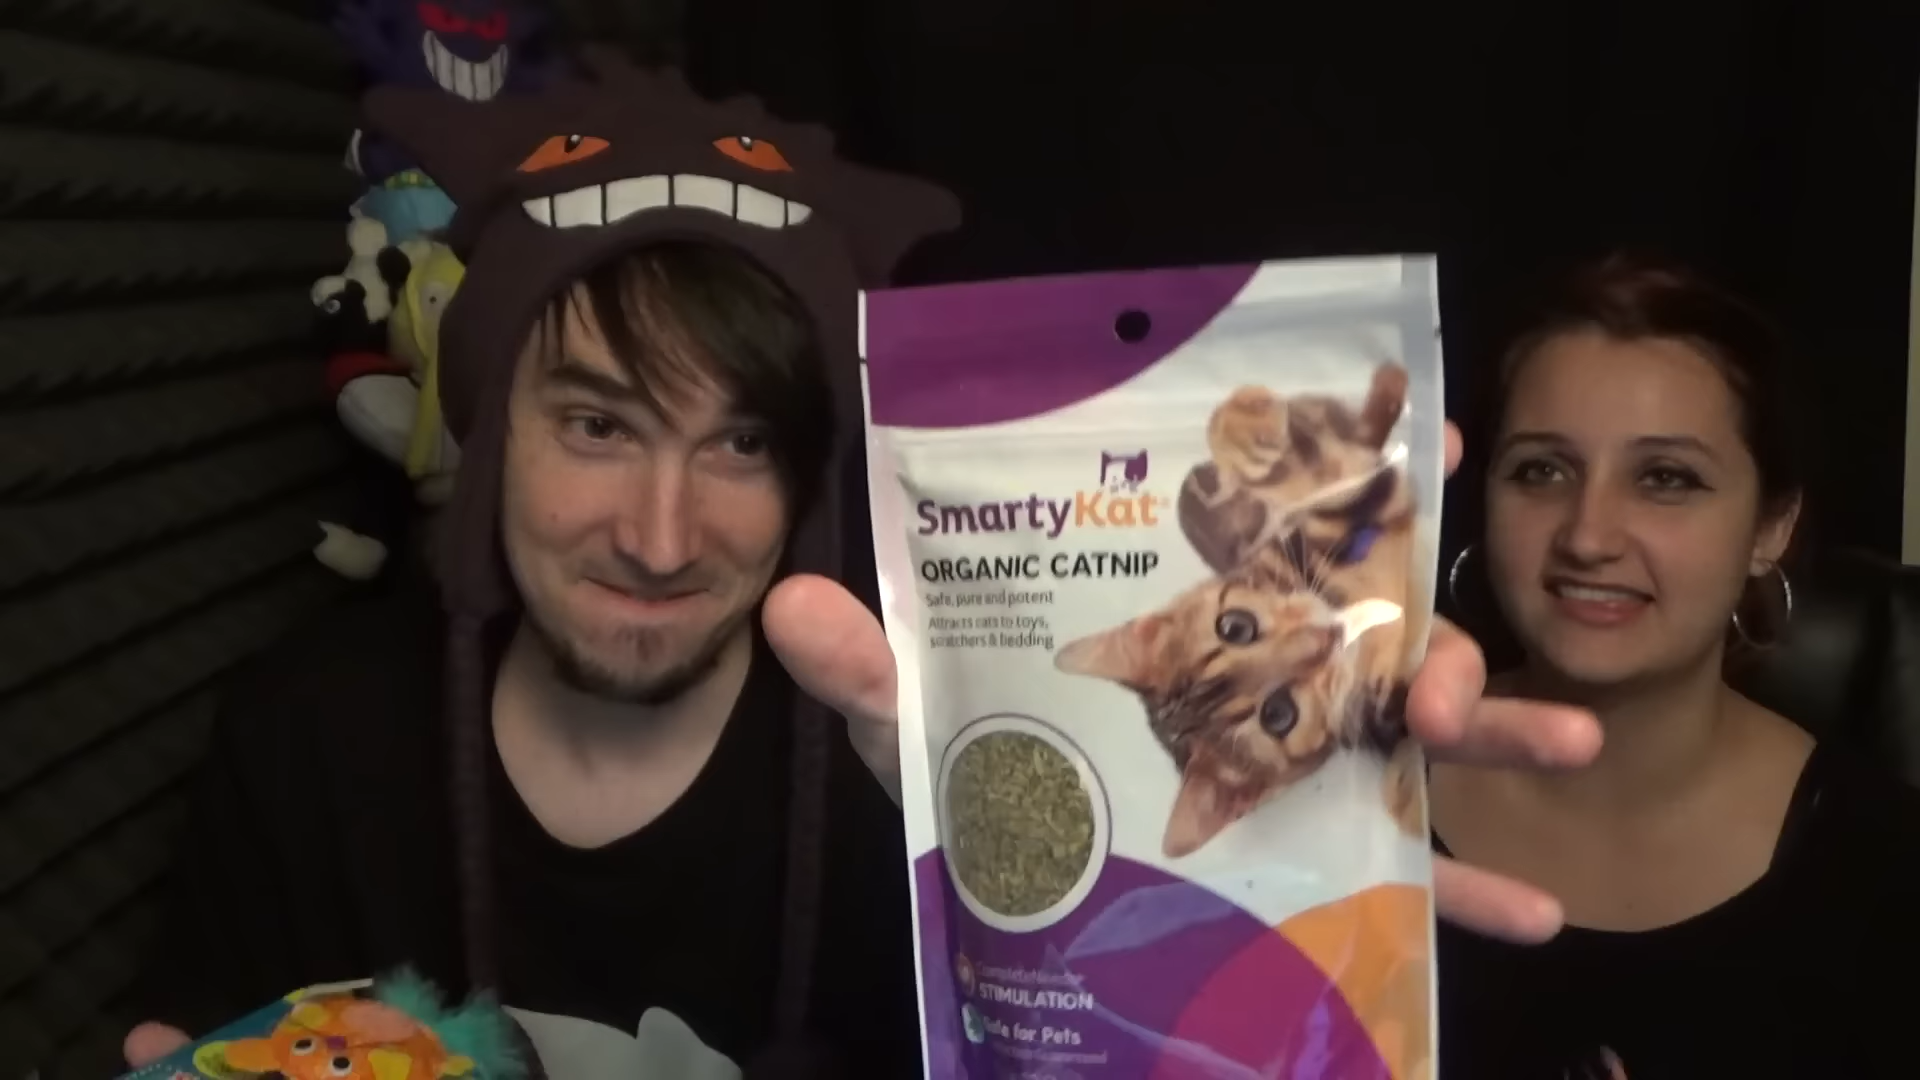 SmartyKat
ORGANIC CATNIP
Safe, pure and potent
Attracts cats to toys,
scratchers & bedding
STIMULATION
Safe for Pets